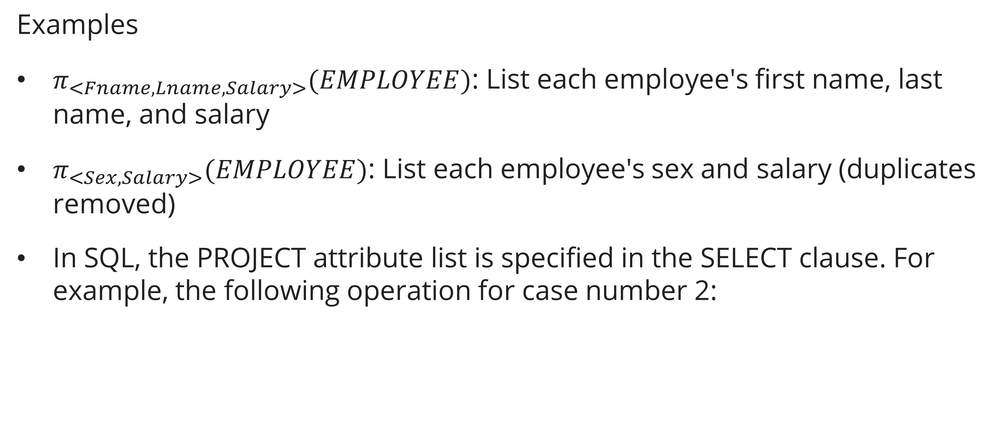 Examples
• π<Fname,Lname,Salary>(EMPLOYEE): List each employee's first name, last
name, and salary
• π<Sex,Salary>(EMPLOYEE): List each employee's sex and salary (duplicates
removed)
• In SQL, the PROJECT attribute list is specified in the SELECT clause. For
example, the following operation for case number 2: